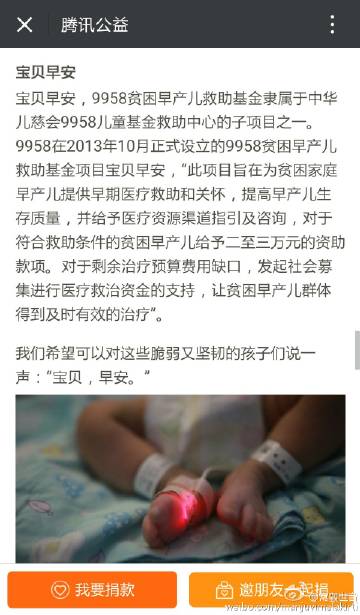 腾讯公益
宝贝早安
宝贝早安，9958贫困早产儿救助基金隶属于中华
儿慈会9958儿童基金救助中心的子项目之一。
9958在2013年10月正式设立的9958贫困早产儿
救助基金项目宝贝早安，“此项目旨在为贫困家庭
早产儿提供早期医疗救助和关怀，提高早产儿生
存质量，并给予医疗资源渠道指引及咨询，对于
符合救助条件的贫困早产儿给予二至三万元的资助
款项。对于剩余治疗预算费用缺口，发起社会募
集进行医疗救治资金的支持，让贫困早产儿群体
得到及时有效的治疗”。
我们希望可以对这些脆弱又坚韧的孩子们说一
声：“宝贝，早安。”
我要捐款
邀朋友一起捐